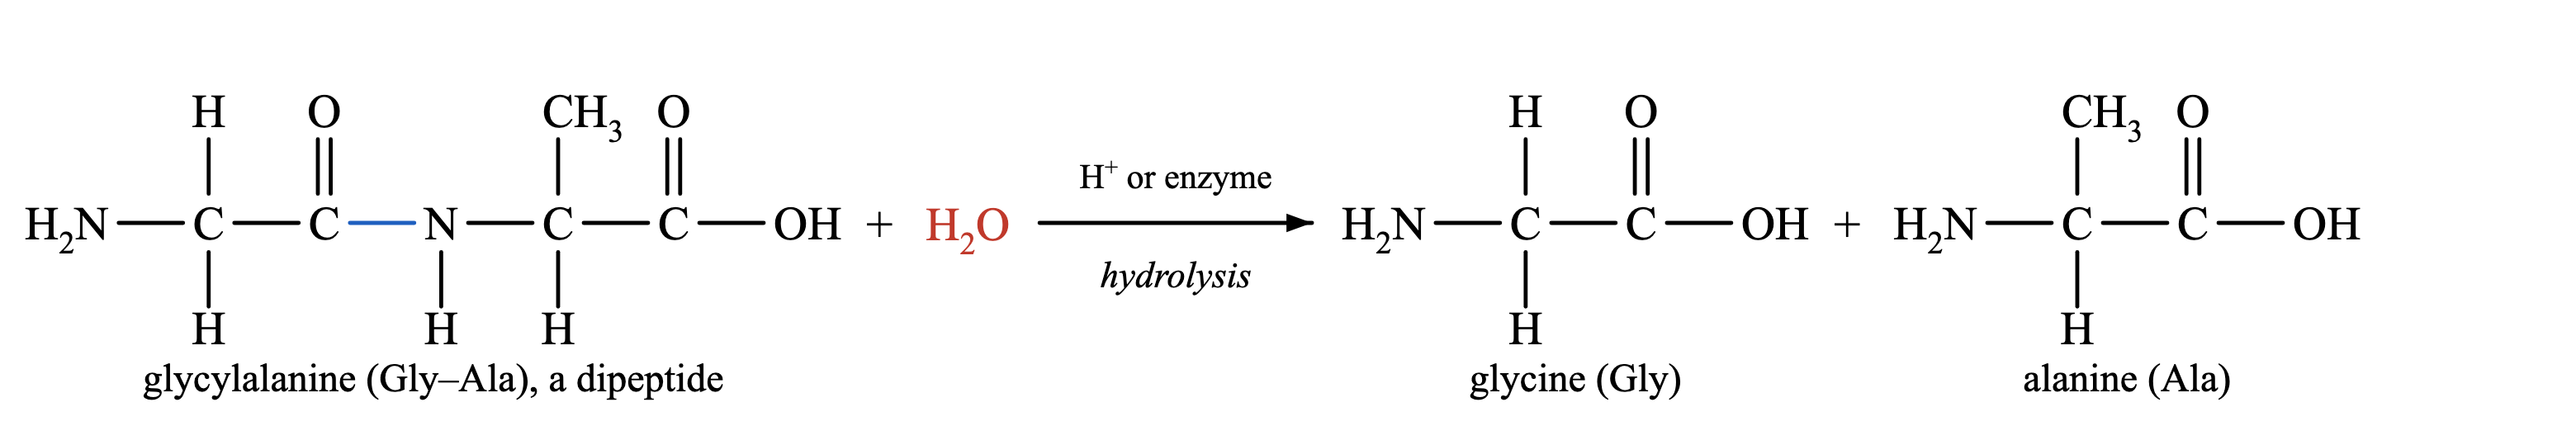 H CH₃ O O H O CH₃ O
H⁺ or enzyme
H₂N C C N C C OH + H₂O H₂N C C OH + H₂N C C OH
hydrolysis
H H H H H
glycylalanine (Gly–Ala), a dipeptide glycine (Gly) alanine (Ala)